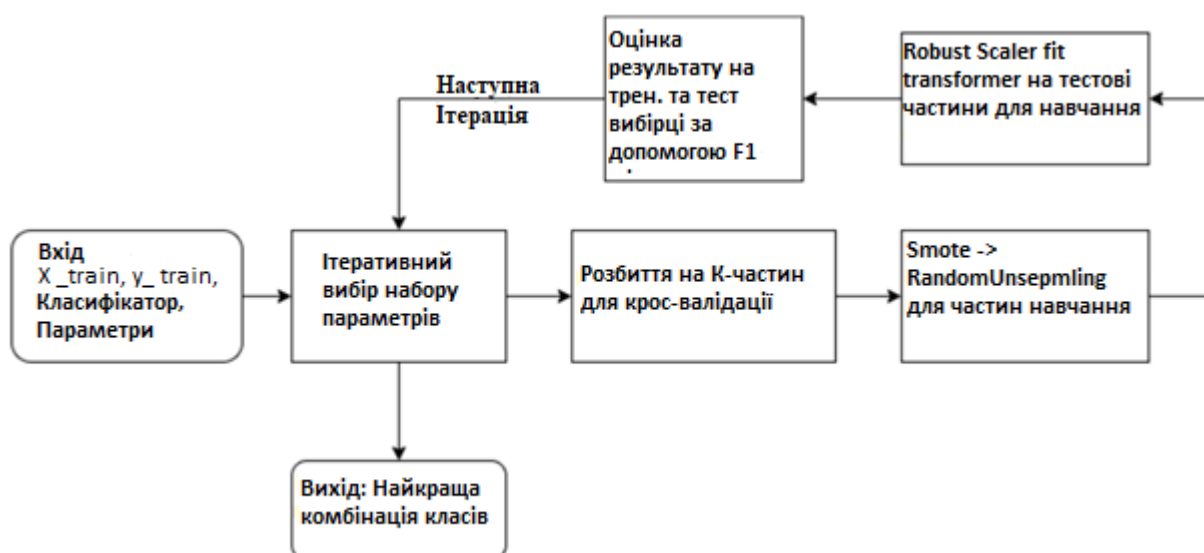 Оцінка
результату на
трен. та тест
вибірці за
допомогою F1
Robust Scaler fit
transformer на тестові
частини для навчання
Наступна
Ітерація
Вхід
X _train, y_ train,
Класифікатор,
Параметри
Ітеративний
вибір набору
параметрів
Розбиття на К-частин
для крос-валідації
Smote ->
RandomUnsepmling
для частин навчання
Вихід: Найкраща
комбінація класів